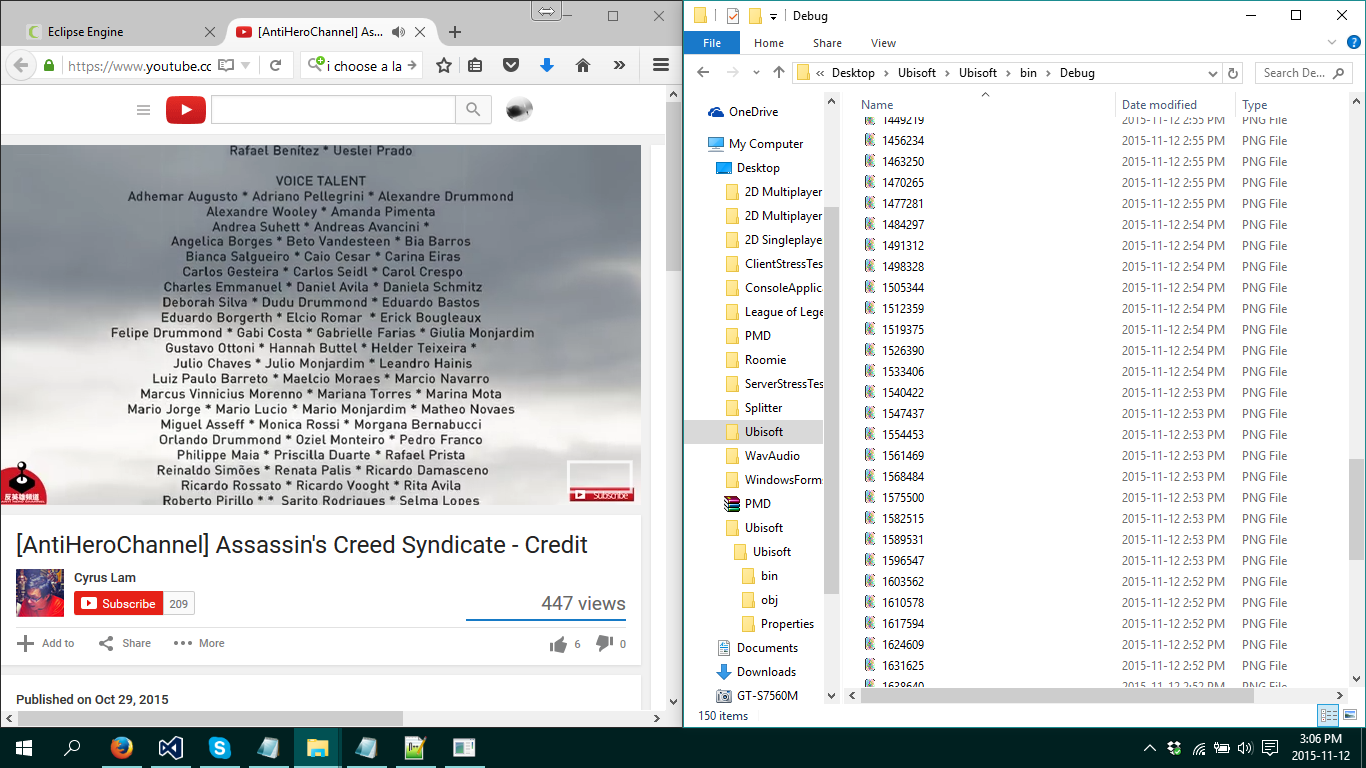 Eclipse Engine
[AntiHeroChannel] As...
https://www.youtube.co
i choose a la
Rafael Benítez * Ueslei Prado
VOICE TALENT
Adhemar Augusto * Adriano Pellegrini * Alexandre Drummond
Alexandre Wooley * Amanda Pimenta
Andrea Suhett * Andreas Avancini *
Angelica Borges * Beto Vandesteen * Bia Barros
Bianca Salgueiro * Caio Cesar * Carina Eiras
Carlos Gesteira * Carlos Seidl * Carol Crespo
Charles Emmanuel * Daniel Avila * Daniela Schmitz
Deborah Silva * Dudu Drummond * Eduardo Bastos
Eduardo Borgerth * Elcio Romar * Erick Bougleaux
Felipe Drummond * Gabi Costa * Gabrielle Farias * Giulia Monjardim
Gustavo Ottoni * Hannah Buttel * Helder Teixeira *
Julio Chaves * Julio Monjardim * Leandro Hainis
Luiz Paulo Barreto * Maelcio Moraes * Marcio Navarro
Marcus Vinnicius Morenno * Mariana Torres * Marina Mota
Mario Jorge * Mario Lucio * Mario Monjardim * Matheo Novaes
Miguel Asseff * Monica Rossi * Morgana Bernabucci
Orlando Drummond * Oziel Monteiro * Pedro Franco
Philippe Maia * Priscilla Duarte * Rafael Prista
Reinaldo Simões * Renata Palis * Ricardo Damasceno
Ricardo Rossato * Ricardo Vooght * Rita Avila
Roberto Pirillo * * Sarito Rodrigues * Selma Lopes
反英雄頻道
Subscribe
[AntiHeroChannel] Assassin's Creed Syndicate - Credit
Cyrus Lam
Subscribe 209
447 views
Add to Share More 6 0
Published on Oct 29, 2015
Debug
File Home Share View
« Desktop Ubisoft Ubisoft bin Debug
Search De...
OneDrive
My Computer
Desktop
2D Multiplayer
2D Multiplayer
2D Singleplaye
ClientStressTes
ConsoleApplica
League of Lege
PMD
Roomie
ServerStressTes
Splitter
Ubisoft
WavAudio
WindowsForm
PMD
Ubisoft
Ubisoft
bin
obj
Properties
Documents
Downloads
GT-S7560M
Name Date modified Type
1449219 2015-11-12 2:55 PM PNG File
1456234 2015-11-12 2:55 PM PNG File
1463250 2015-11-12 2:55 PM PNG File
1470265 2015-11-12 2:55 PM PNG File
1477281 2015-11-12 2:55 PM PNG File
1484297 2015-11-12 2:54 PM PNG File
1491312 2015-11-12 2:54 PM PNG File
1498328 2015-11-12 2:54 PM PNG File
1505344 2015-11-12 2:54 PM PNG File
1512359 2015-11-12 2:54 PM PNG File
1519375 2015-11-12 2:54 PM PNG File
1526390 2015-11-12 2:54 PM PNG File
1533406 2015-11-12 2:54 PM PNG File
1540422 2015-11-12 2:53 PM PNG File
1547437 2015-11-12 2:53 PM PNG File
1554453 2015-11-12 2:53 PM PNG File
1561469 2015-11-12 2:53 PM PNG File
1568484 2015-11-12 2:53 PM PNG File
1575500 2015-11-12 2:53 PM PNG File
1582515 2015-11-12 2:53 PM PNG File
1589531 2015-11-12 2:53 PM PNG File
1596547 2015-11-12 2:53 PM PNG File
1603562 2015-11-12 2:52 PM PNG File
1610578 2015-11-12 2:52 PM PNG File
1617594 2015-11-12 2:52 PM PNG File
1624609 2015-11-12 2:52 PM PNG File
1631625 2015-11-12 2:52 PM PNG File
1638640 2015-11-12 2:52 PM PNG File
150 items
3:06 PM
2015-11-12